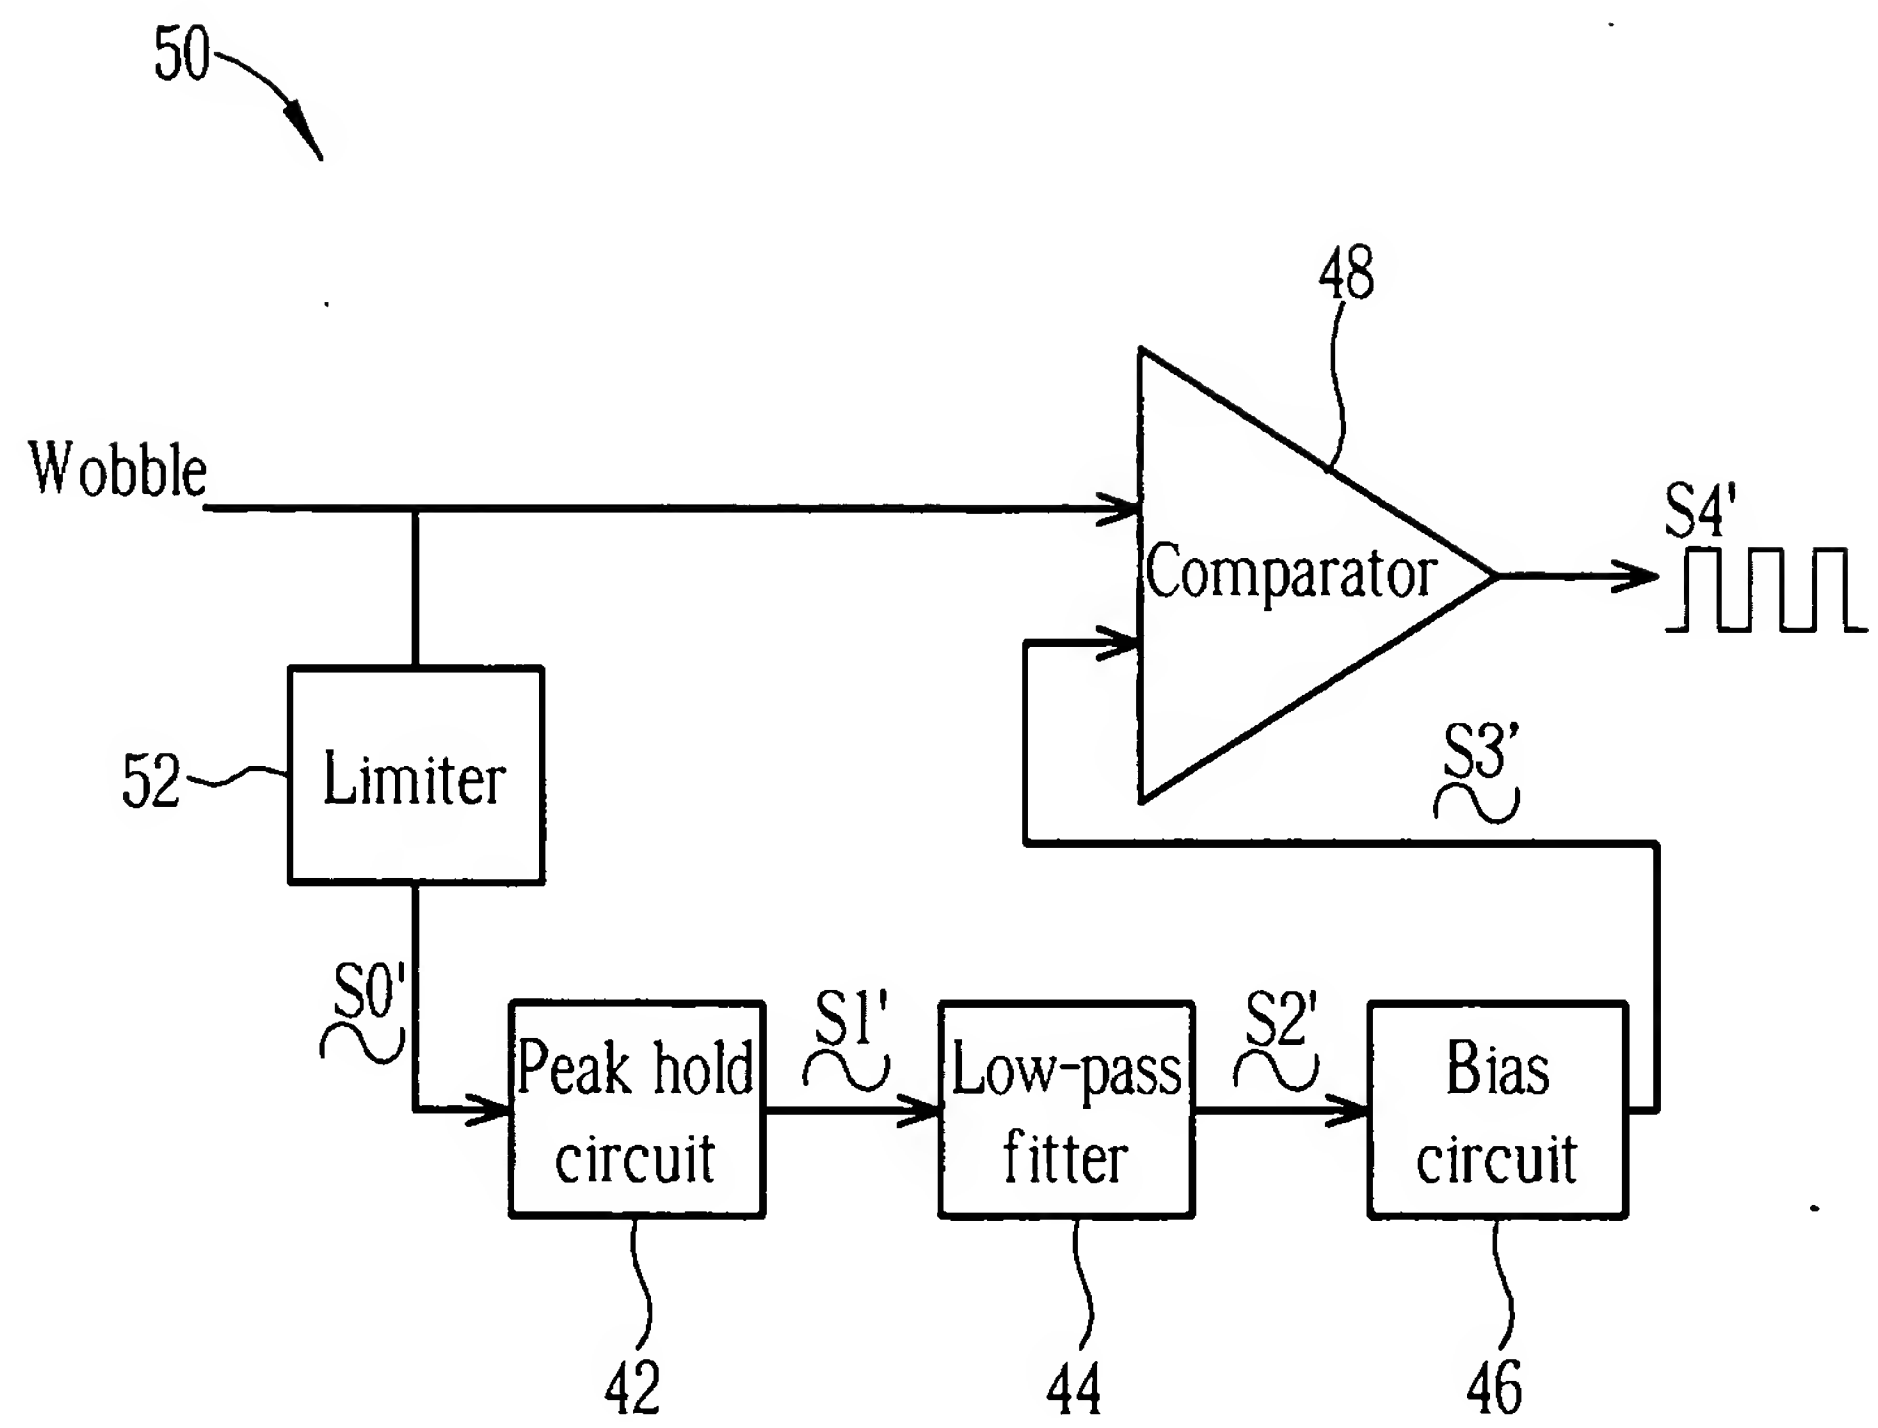 50
48
Wobble
S4'
Comparator
S3'
52
Limiter
S0'
S1'
S2'
Peak hold
circuit
Low-pass
fitter
Bias
circuit
42
44
46